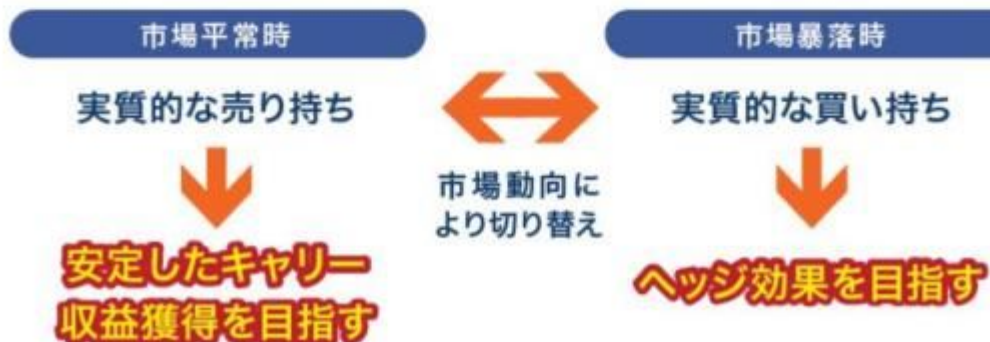 市場平常時
実質的な売り持ち
安定したキャリー
収益獲得を目指す
市場動向に
より切り替え
市場暴落時
実質的な買い持ち
ヘッジ効果を目指す